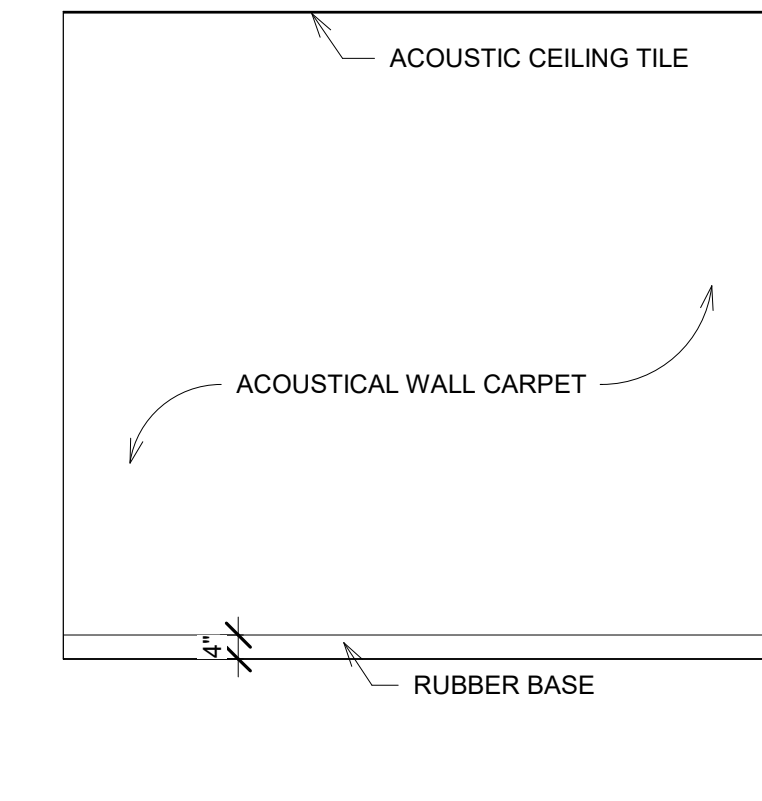 ACOUSTIC CEILING TILE
ACOUSTICAL WALL CARPET
4"
RUBBER BASE